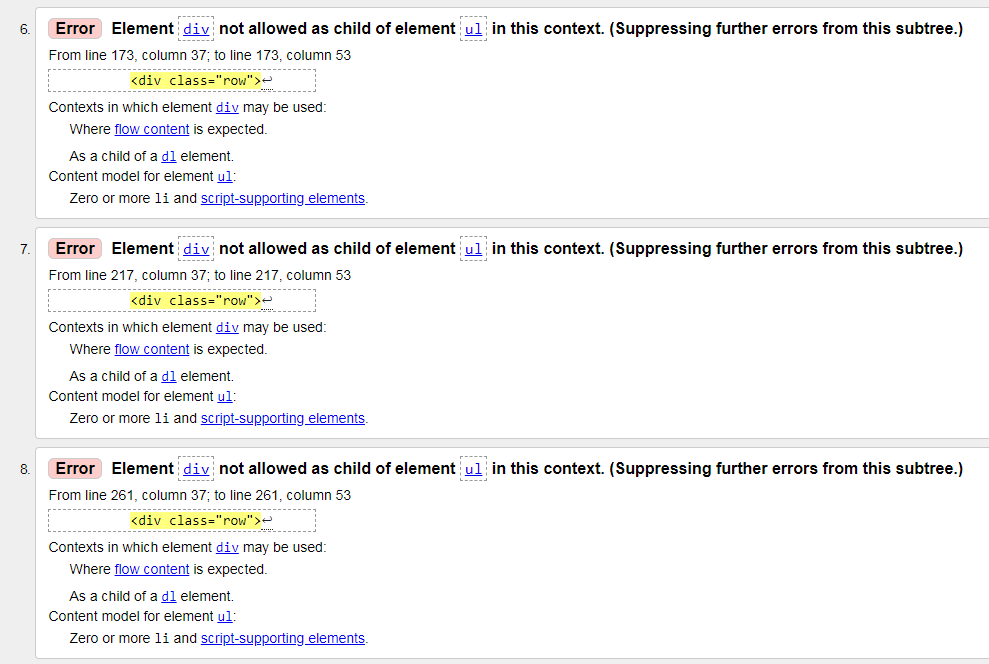 6. Error Element div not allowed as child of element ul in this context. (Suppressing further errors from this subtree.)
From line 173, column 37; to line 173, column 53
<div class="row">↩
Contexts in which element div may be used:
Where flow content is expected.
As a child of a dl element.
Content model for element ul:
Zero or more li and script-supporting elements.
7. Error Element div not allowed as child of element ul in this context. (Suppressing further errors from this subtree.)
From line 217, column 37; to line 217, column 53
<div class="row">↩
Contexts in which element div may be used:
Where flow content is expected.
As a child of a dl element.
Content model for element ul:
Zero or more li and script-supporting elements.
8. Error Element div not allowed as child of element ul in this context. (Suppressing further errors from this subtree.)
From line 261, column 37; to line 261, column 53
<div class="row">↩
Contexts in which element div may be used:
Where flow content is expected.
As a child of a dl element.
Content model for element ul:
Zero or more li and script-supporting elements.